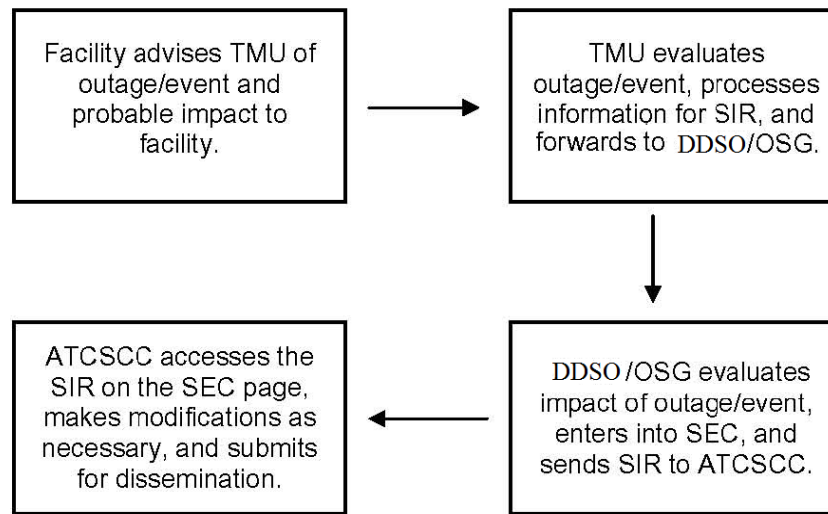 Facility advises TMU of
outage/event and
probable impact to
facility.
TMU evaluates
outage/event, processes
information for SIR, and
forwards to DDSO/OSG.
DDSO/OSG evaluates
impact of outage/event,
enters into SEC, and
sends SIR to ATCSCC.
ATCSCC accesses the
SIR on the SEC page,
makes modifications as
necessary, and submits
for dissemination.